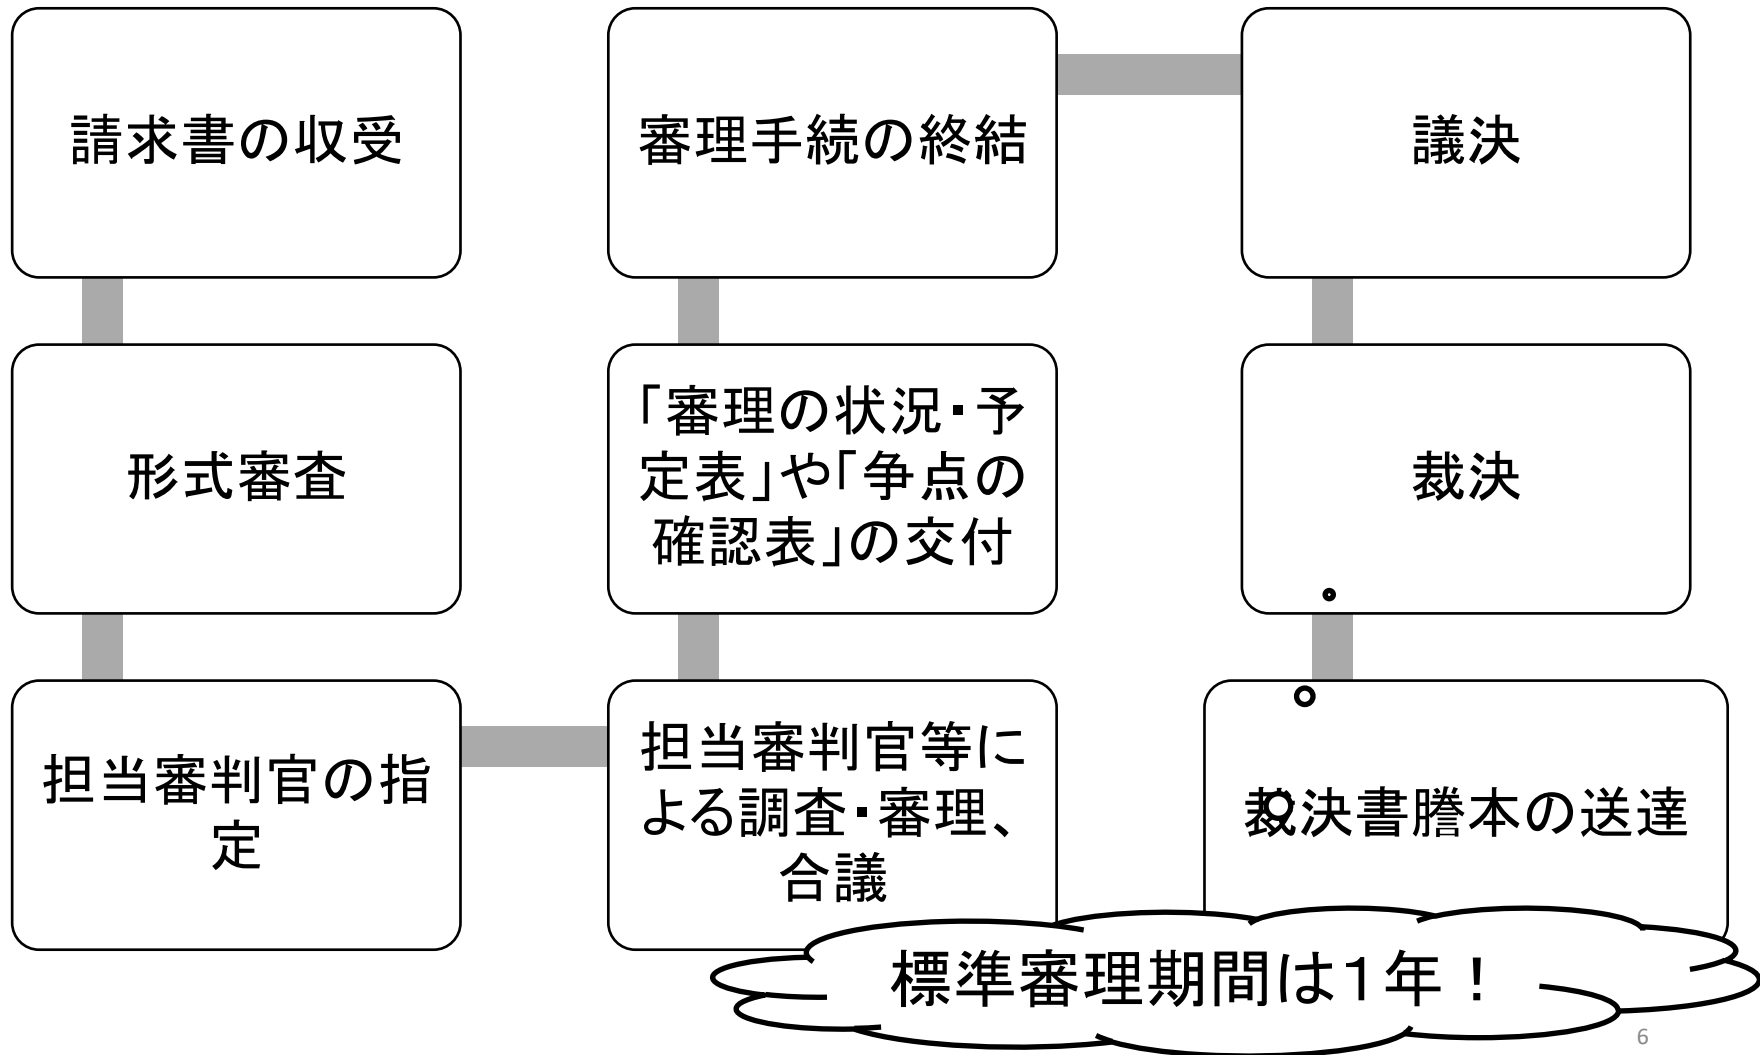 請求書の収受
形式審査
担当審判官の指
定
担当審判官等に
よる調査・審理、
合議
「審理の状況・予
定表」や「争点の
確認表」の交付
審理手続の終結
議決
裁決
裁決書謄本の送達
標準審理期間は１年！
6